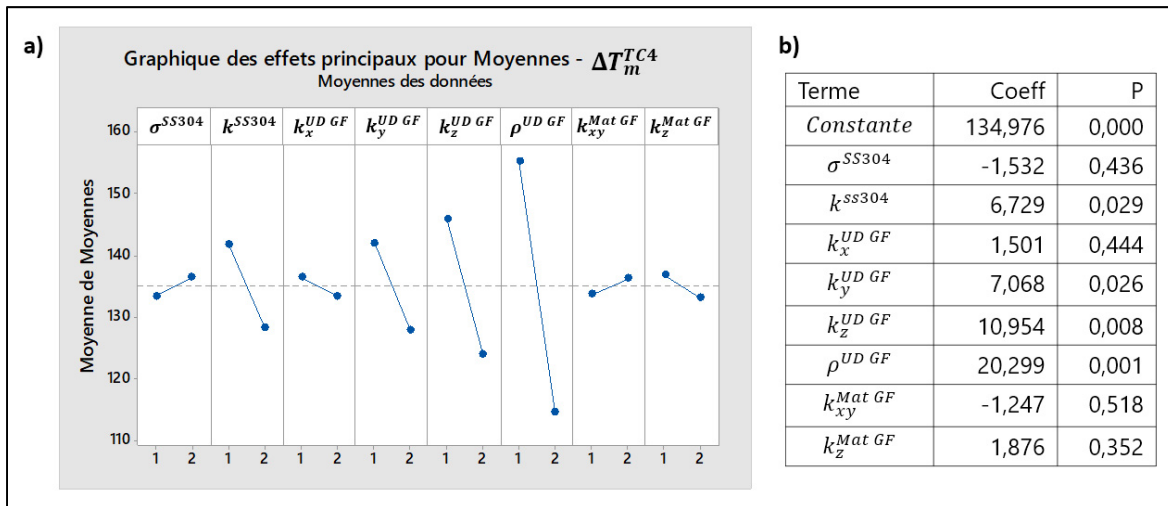 a)
Graphique des effets principaux pour Moyennes - ΔT_m^TC4
Moyennes des données
σ^SS304 k^SS304 k_x^UD GF k_y^UD GF k_z^UD GF ρ^UD GF k_xy^Mat GF k_z^Mat GF
Moyenne de Moyennes
160
150
140
130
120
110
1 2 1 2 1 2 1 2 1 2 1 2 1 2 1 2
b)
Terme Coeff P
Constante 134,976 0,000
σ^SS304 -1,532 0,436
k^ss304 6,729 0,029
k_x^UD GF 1,501 0,444
k_y^UD GF 7,068 0,026
k_z^UD GF 10,954 0,008
ρ^UD GF 20,299 0,001
k_xy^Mat GF -1,247 0,518
k_z^Mat GF 1,876 0,352